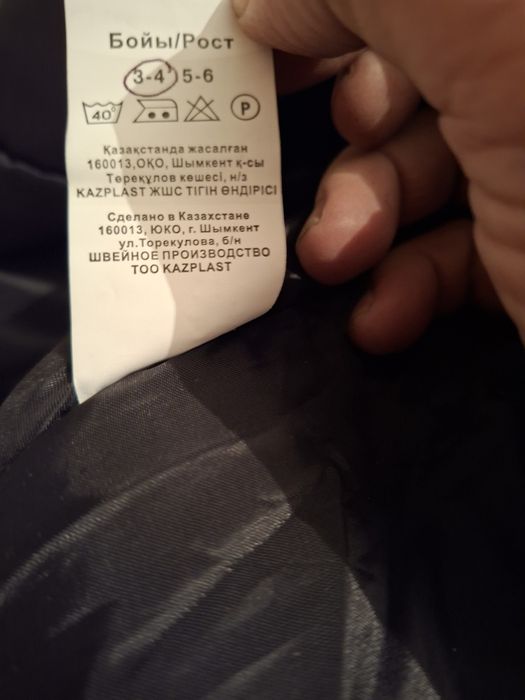 Бойы/Рост
3-4 5-6
40° P
Қазақстанда жасалған
160013,ОҚО, Шымкент қ-сы
Төреқұлов көшесі, н/з
KAZPLAST ЖШС ТІГІН ӨНДІРІСІ
Сделано в Казахстане
160013, ЮКО, г. Шымкент
ул.Торекулова, б/н
ШВЕЙНОЕ ПРОИЗВОДСТВО
ТОО KAZPLAST